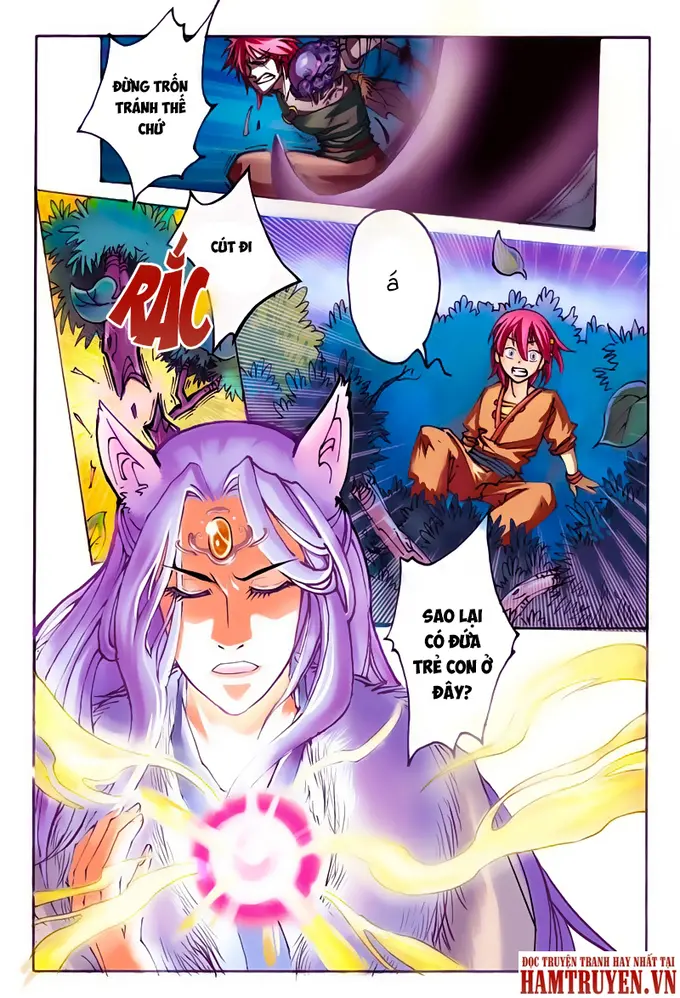 ĐỪNG TRỐN
TRÁNH THẾ
CHỨ
CÚT ĐI
RẮC
Á
SAO LẠI
CÓ ĐỨA
TRẺ CON Ở
ĐÂY?
ĐỌC TRUYỆN TRANH HAY NHẤT TẠI
HAMTRUYEN.VN